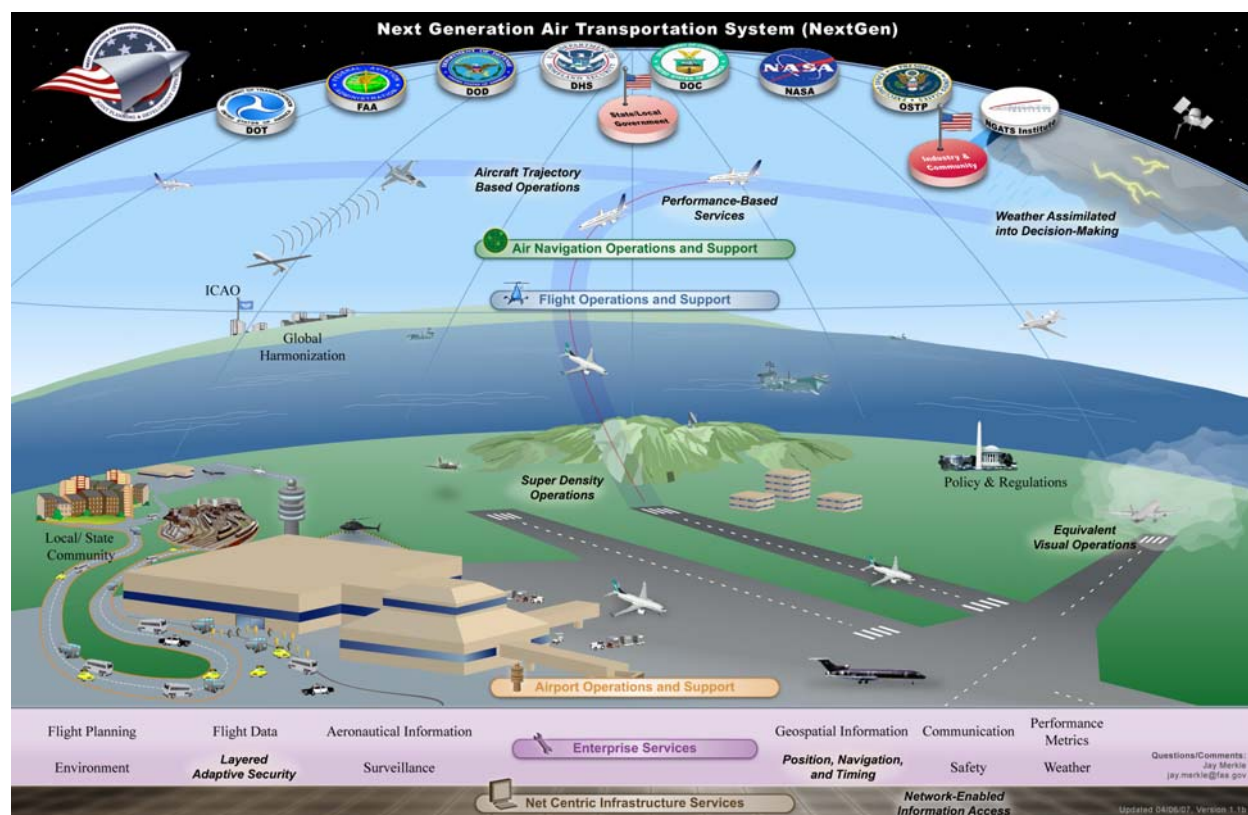 Next Generation Air Transportation System (NextGen)
DOT
FAA
DOD
DHS
DOC
NASA
OSTP
NGATS Institute
State/Local
Government
Industry &
Community
Aircraft Trajectory
Based Operations
Performance-Based
Services
Weather Assimilated
into Decision-Making
Air Navigation Operations and Support
Flight Operations and Support
ICAO
Global
Harmonization
Super Density
Operations
Policy & Regulations
Local/ State
Community
Equivalent
Visual Operations
Airport Operations and Support
Flight Planning
Flight Data
Aeronautical Information
Enterprise Services
Geospatial Information
Communication
Performance
Metrics
Environment
Layered
Adaptive Security
Surveillance
Position, Navigation,
and Timing
Safety
Weather
Questions/Comments:
Jay Merkle
jay.merkle@faa.gov
Net Centric Infrastructure Services
Network-Enabled
Information Access
Updated 04/06/07, Version 1.1b